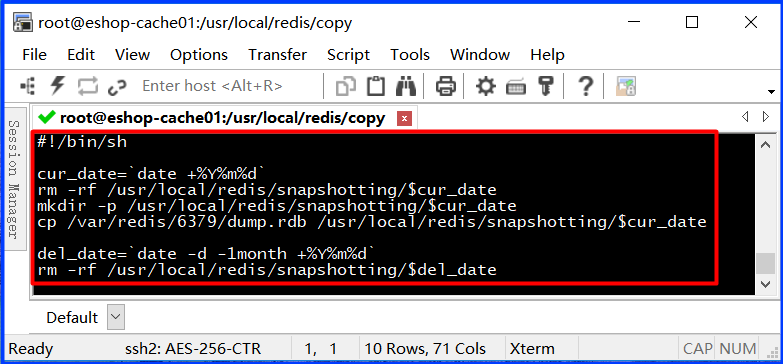 root@eshop-cache01:/usr/local/redis/copy
File Edit View Options Transfer Script Tools Window Help
Enter host <Alt+R>
root@eshop-cache01:/usr/local/redis/copy
Session Manager
#!/bin/sh
cur_date=`date +%Y%m%d`
rm -rf /usr/local/redis/snapshotting/$cur_date
mkdir -p /usr/local/redis/snapshotting/$cur_date
cp /var/redis/6379/dump.rdb /usr/local/redis/snapshotting/$cur_date
del_date=`date -d -1month +%Y%m%d`
rm -rf /usr/local/redis/snapshotting/$del_date
Default
Ready ssh2: AES-256-CTR 1, 1 10 Rows, 71 Cols Xterm CAP NUM